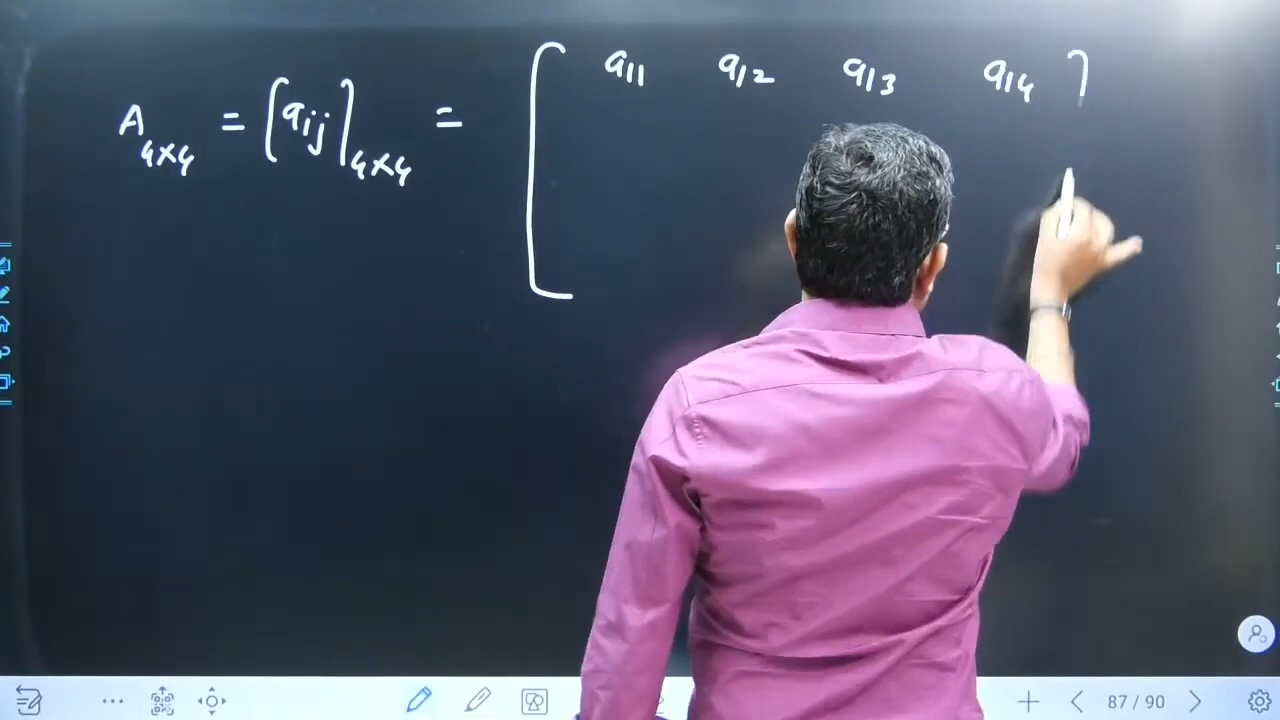 A₄ₓ₄ = [aᵢⱼ]₄ₓ₄ = [ a₁₁ a₁₂ a₁₃ a₁₄ ]
87 / 90